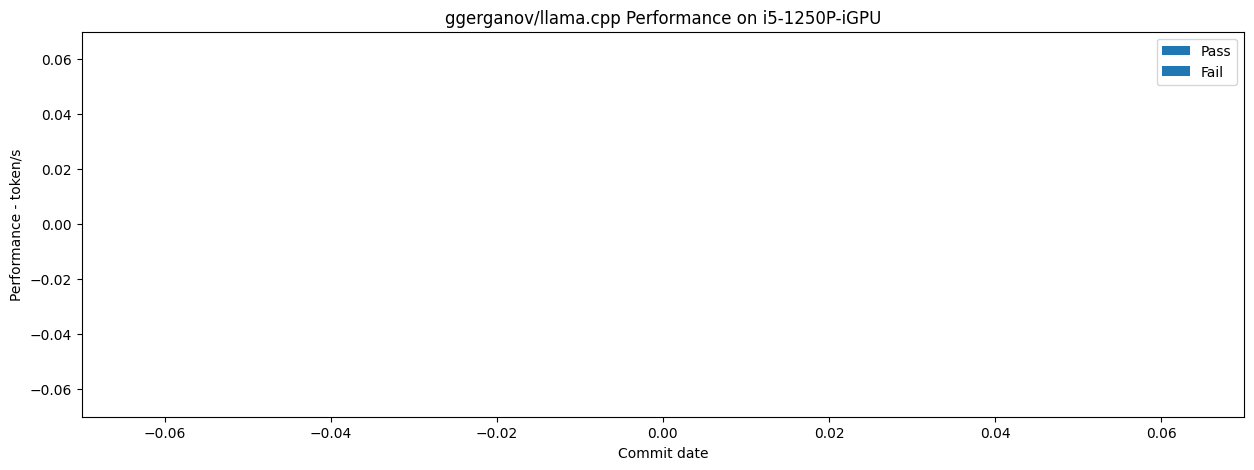 ggerganov/llama.cpp Performance on i5-1250P-iGPU
Pass
Fail
0.06
0.04
0.02
0.00
−0.02
−0.04
−0.06
Performance - token/s
−0.06
−0.04
−0.02
0.00
0.02
0.04
0.06
Commit date